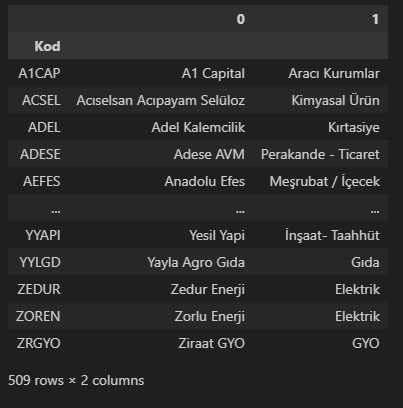 0 1
Kod
A1CAP A1 Capital Aracı Kurumlar
ACSEL Acıselsan Acıpayam Selüloz Kimyasal Ürün
ADEL Adel Kalemcilik Kırtasiye
ADESE Adese AVM Perakande - Ticaret
AEFES Anadolu Efes Meşrubat / İçecek
... ... ...
YYAPI Yesil Yapi İnşaat- Taahhüt
YYLGD Yayla Agro Gıda Gıda
ZEDUR Zedur Enerji Elektrik
ZOREN Zorlu Enerji Elektrik
ZRGYO Ziraat GYO GYO
509 rows × 2 columns